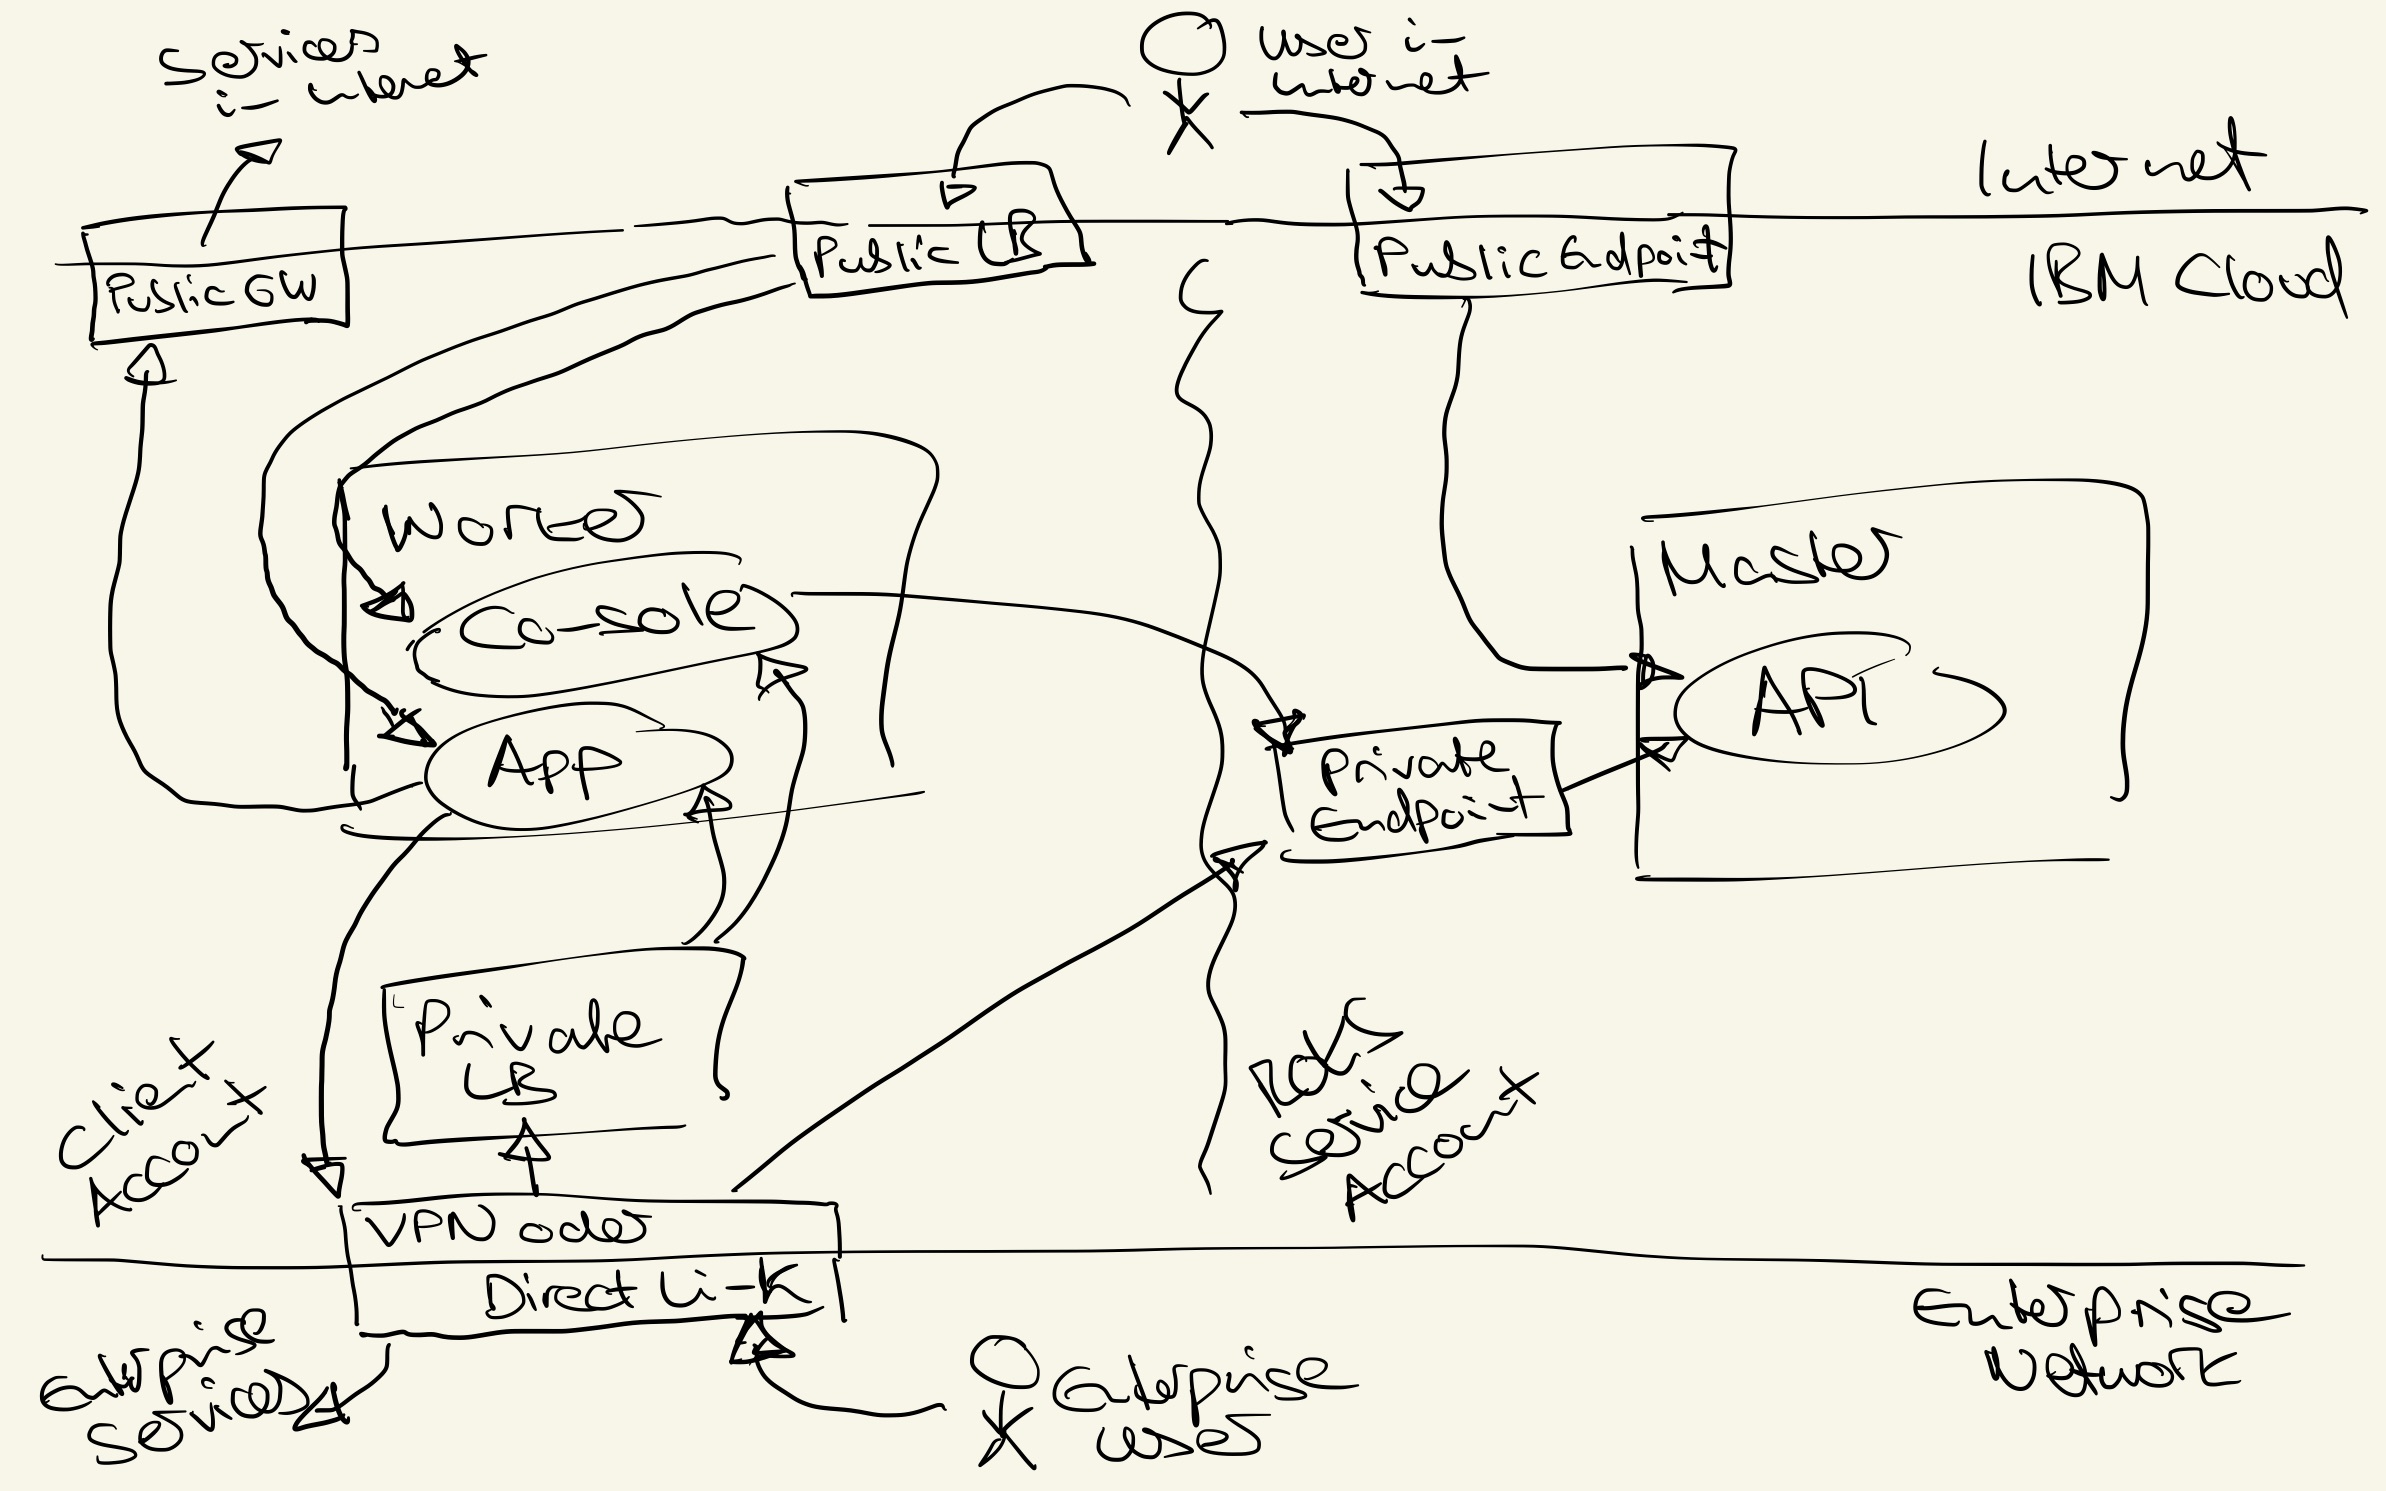 Services
in internet
User in
internet
Internet
Public GW
Public LB
Public Endpoint
IBM Cloud
Worker
Console
App
Master
API
Private
Endpoint
Private
LB
Client
Account
ROKS
Service
Account
VPN oder
Direct Link
Enterprise
Services
Enterprise
User
Enterprise
Network